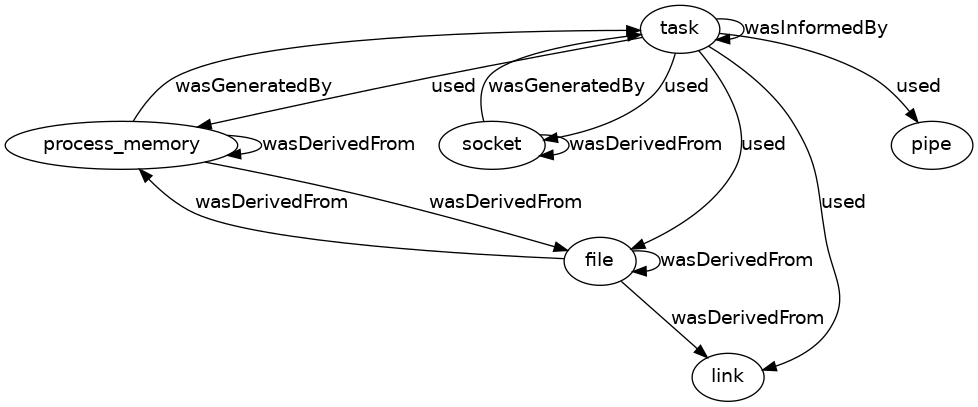 task
wasInformedBy
wasGeneratedBy
used
wasGeneratedBy
used
used
process_memory
wasDerivedFrom
socket
wasDerivedFrom
used
pipe
wasDerivedFrom
wasDerivedFrom
used
file
wasDerivedFrom
wasDerivedFrom
link